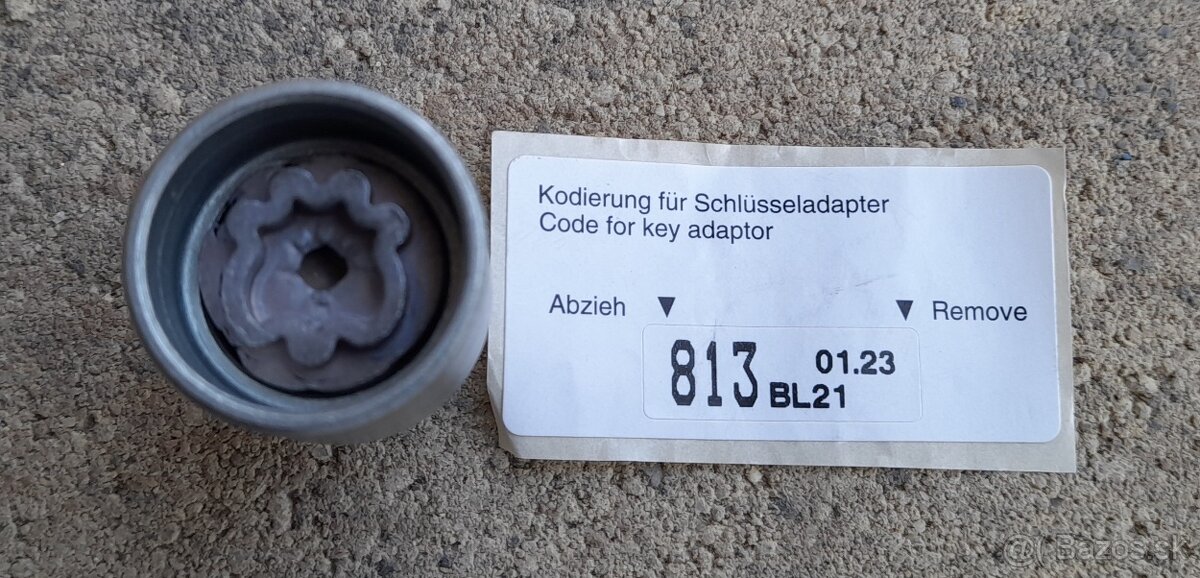 Kodierung für Schlüsseladapter
Code for key adaptor
Abzieh ▼ ▼ Remove
813 01.23
BL21
Bazos.sk